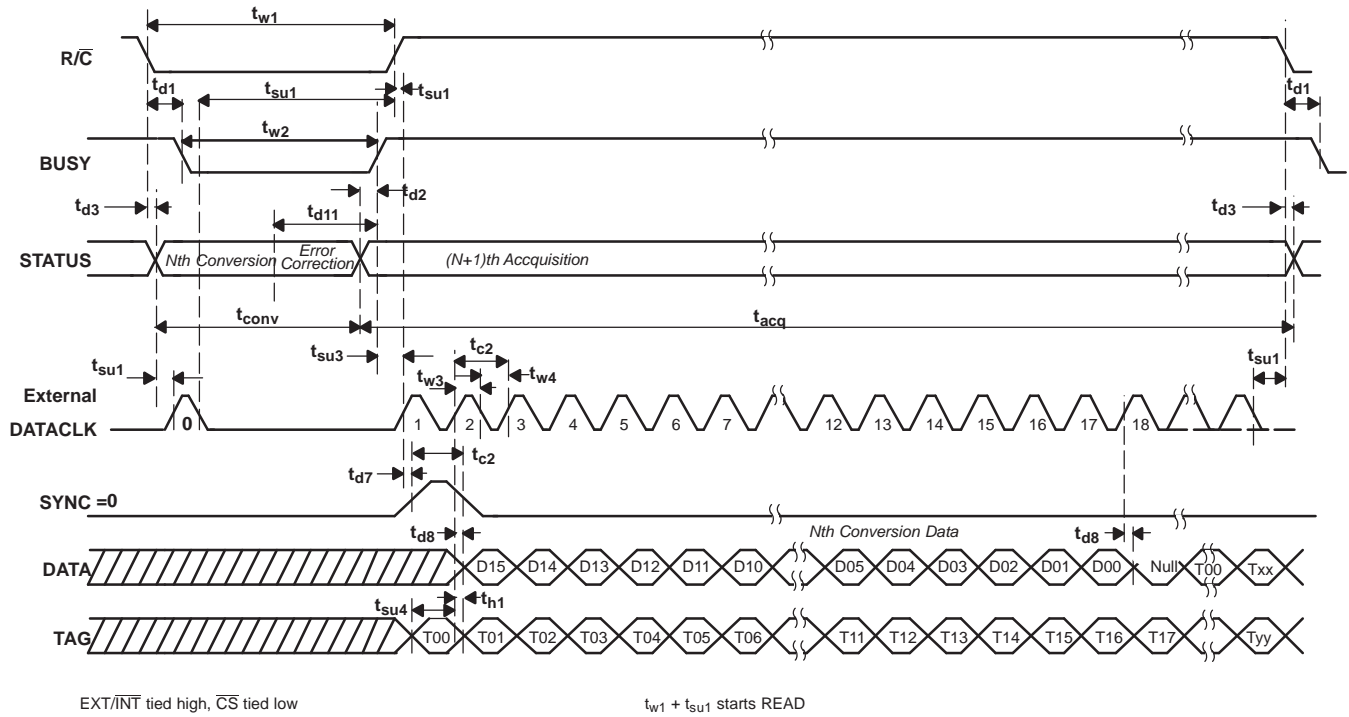 tw1
R/C
td1
tsu1
tsu1
td1
tw2
BUSY
td2
td3
td11
td3
STATUS
Nth Conversion
Error
Correction
(N+1)th Accquisition
tconv
tacq
tsu1
tsu3
tc2
tsu1
tw3
tw4
External
DATACLK
0 1 2 3 4 5 6 7 12 13 14 15 16 17 18
tc2
td7
SYNC =0
Nth Conversion Data
td8
td8
DATA
D15 D14 D13 D12 D11 D10 D05 D04 D03 D02 D01 D00 Null T00 Txx
tsu4
th1
TAG
T00 T01 T02 T03 T04 T05 T06 T11 T12 T13 T14 T15 T16 T17 Tyy
EXT/INT tied high, CS tied low
tw1 + tsu1 starts READ